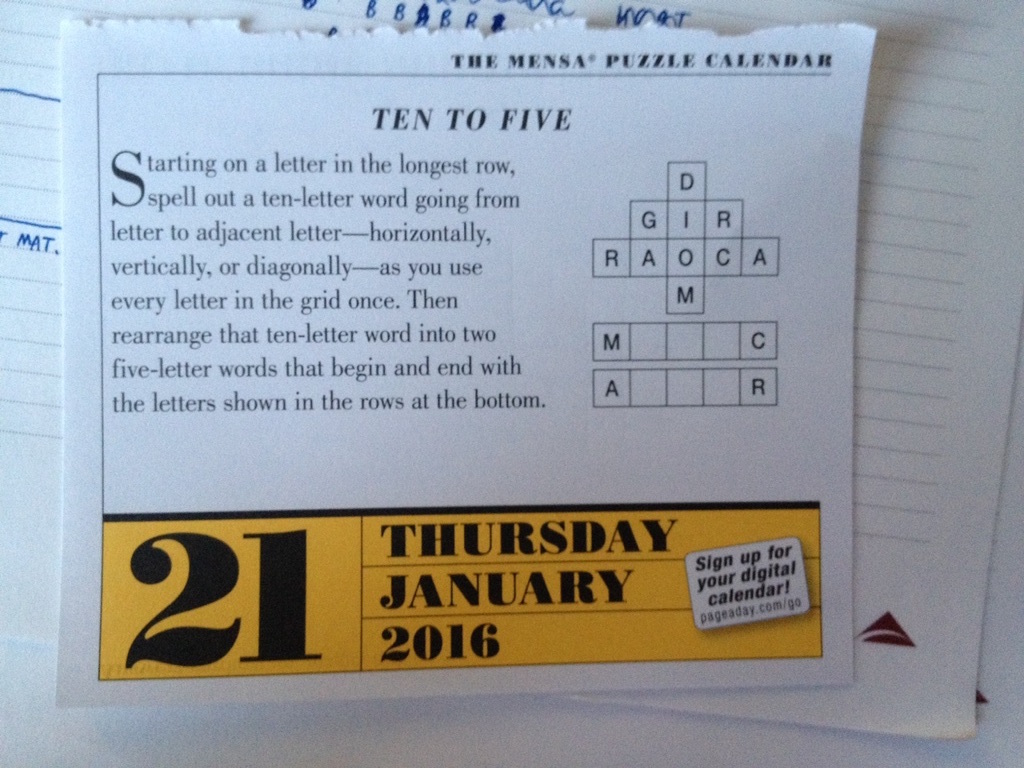 B B B A B R R
MAT
T MAT.
THE MENSA® PUZZLE CALENDAR
TEN TO FIVE
Starting on a letter in the longest row,
spell out a ten-letter word going from
letter to adjacent letter—horizontally,
vertically, or diagonally—as you use
every letter in the grid once. Then
rearrange that ten-letter word into two
five-letter words that begin and end with
the letters shown in the rows at the bottom.
D
G I R
R A O C A
M
M C
A R
21
THURSDAY
JANUARY
2016
Sign up for
your digital
calendar!
pageaday.com/go